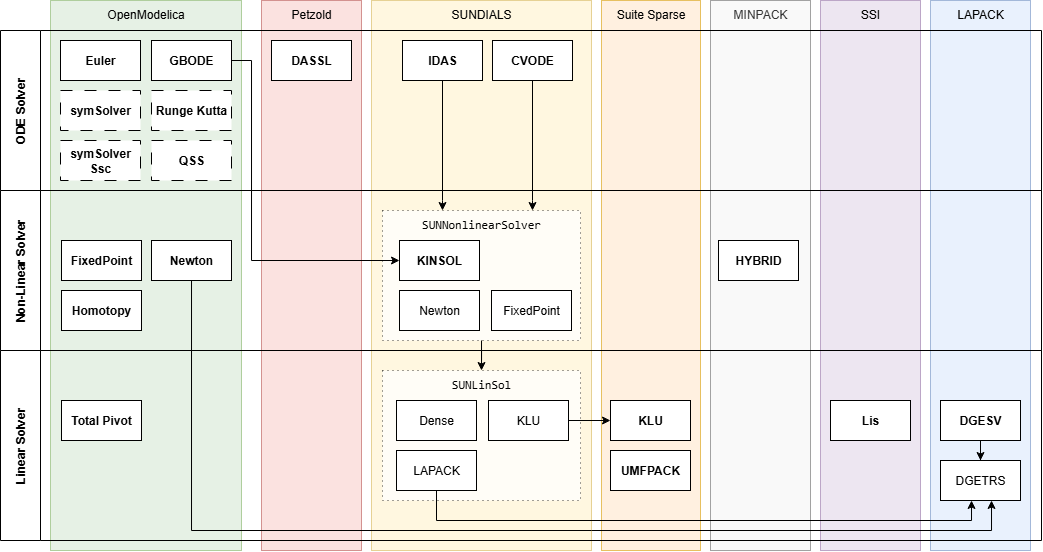 OpenModelica
Petzold
SUNDIALS
Suite Sparse
MINPACK
SSI
LAPACK
ODE Solver
Euler
GBODE
DASSL
IDAS
CVODE
symSolver
Runge Kutta
symSolver
Ssc
QSS
Non-Linear Solver
SUNNonlinearSolver
FixedPoint
Newton
KINSOL
HYBRID
Homotopy
Newton
FixedPoint
Linear Solver
SUNLinSol
Total Pivot
Dense
KLU
KLU
Lis
DGESV
LAPACK
UMFPACK
DGETRS